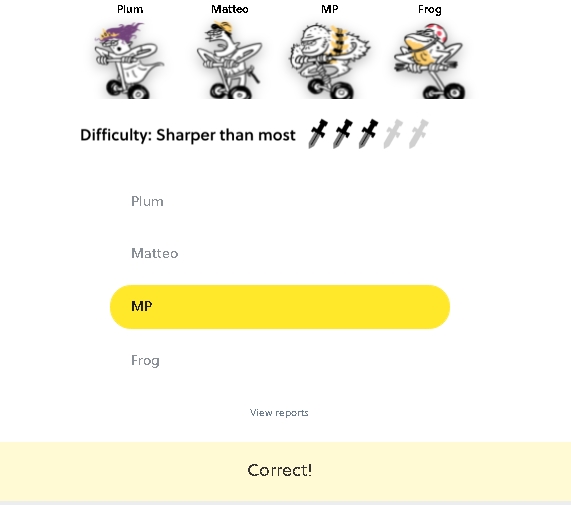 Plum Matteo MP Frog
Difficulty: Sharper than most
Plum
Matteo
MP
Frog
View reports
Correct!